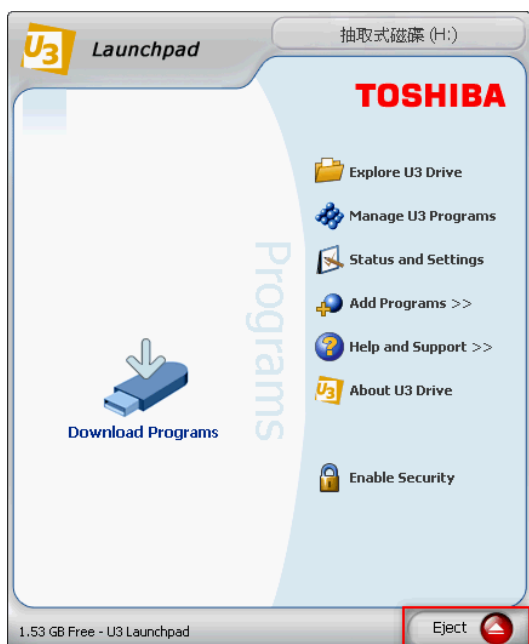 U3 Launchpad
抽取式磁碟 (H:)
TOSHIBA
Explore U3 Drive
Manage U3 Programs
Status and Settings
Add Programs >>
Help and Support >>
U3 About U3 Drive
Enable Security
Programs
Download Programs
1.53 GB Free - U3 Launchpad
Eject